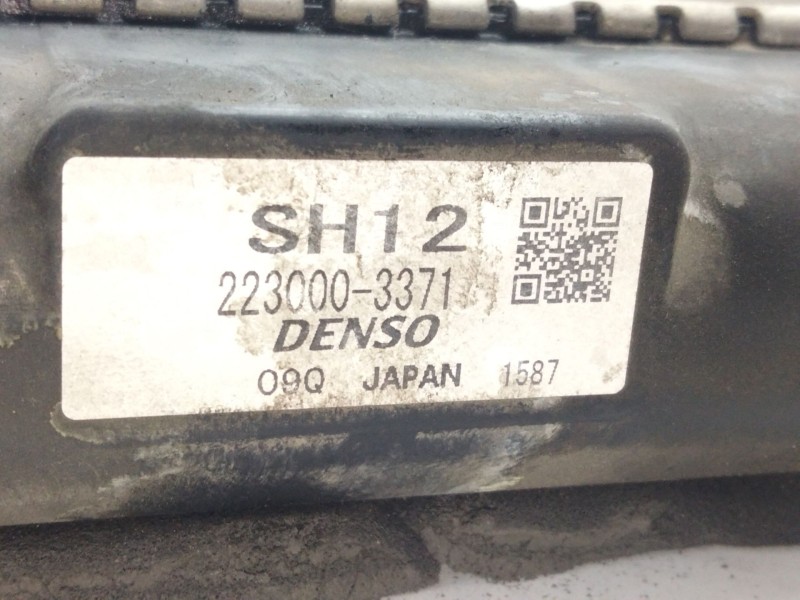 SH12
223000-3371
DENSO
09Q JAPAN 1587